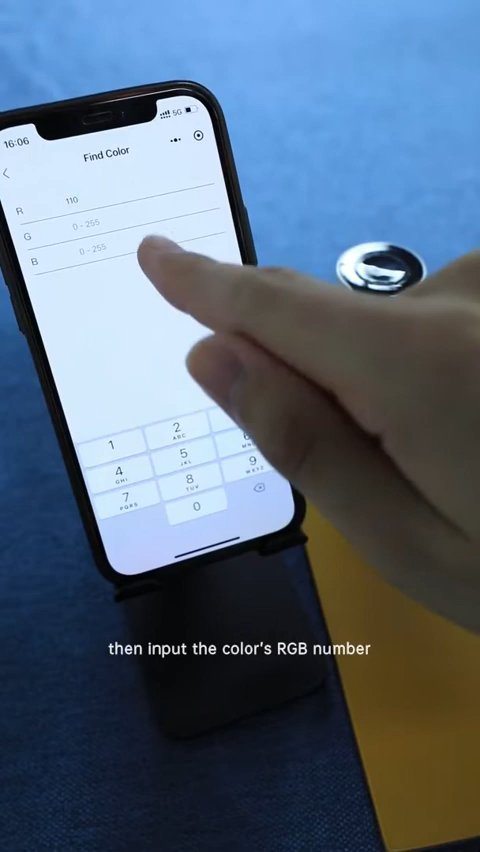 16:06
5G
Find Color
R 110
G 0 - 255
B 0 - 255
1
2
ABC
4
GHI
5
JKL
6
7
PQRS
8
TUV
9
WXYZ
0
then input the color's RGB number